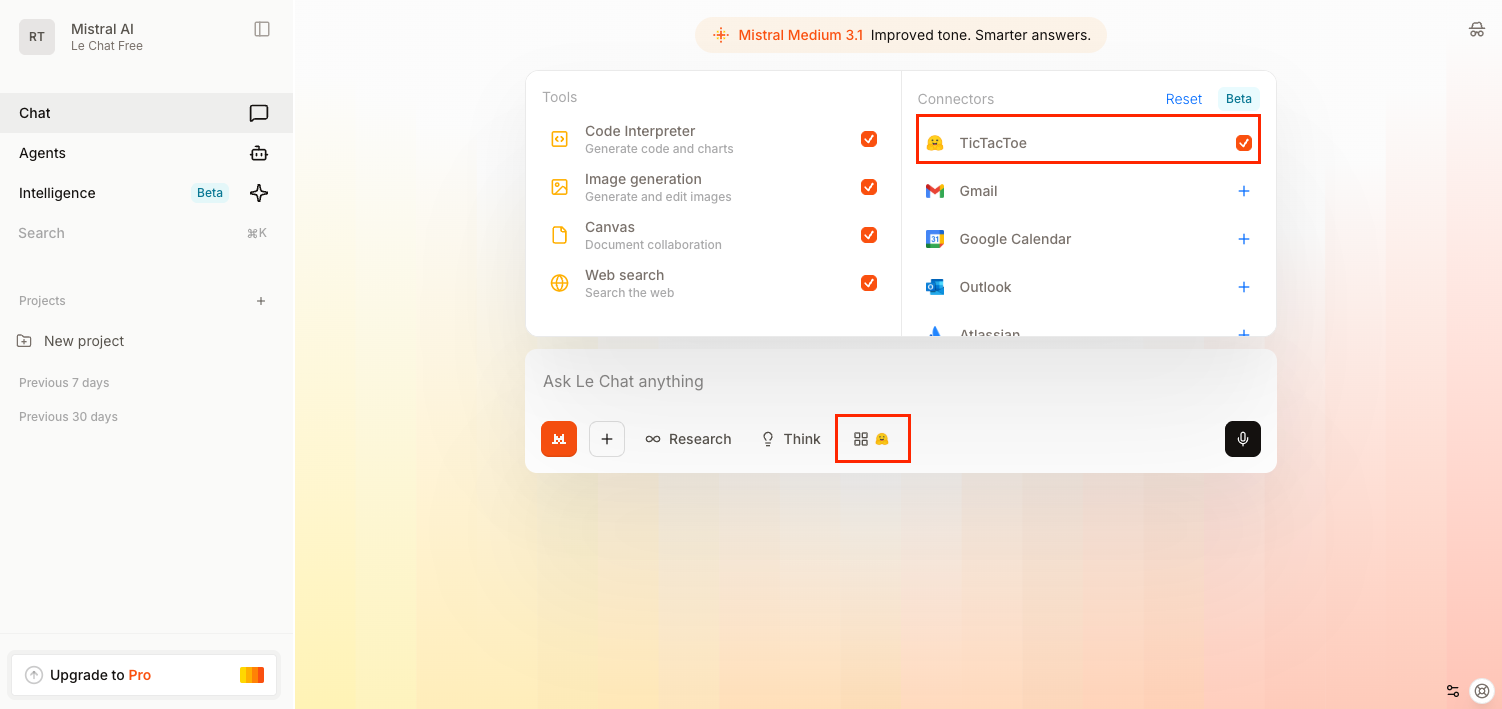 RT
Mistral AI
Le Chat Free
Chat
Agents
Intelligence Beta
Search ⌘K
Projects +
New project
Previous 7 days
Previous 30 days
Upgrade to Pro
Mistral Medium 3.1 Improved tone. Smarter answers.
Tools
Code Interpreter
Generate code and charts
Image generation
Generate and edit images
Canvas
Document collaboration
Web search
Search the web
Connectors Reset Beta
TicTacToe
Gmail
31 Google Calendar
Outlook
Atlassian
Ask Le Chat anything
Research Think